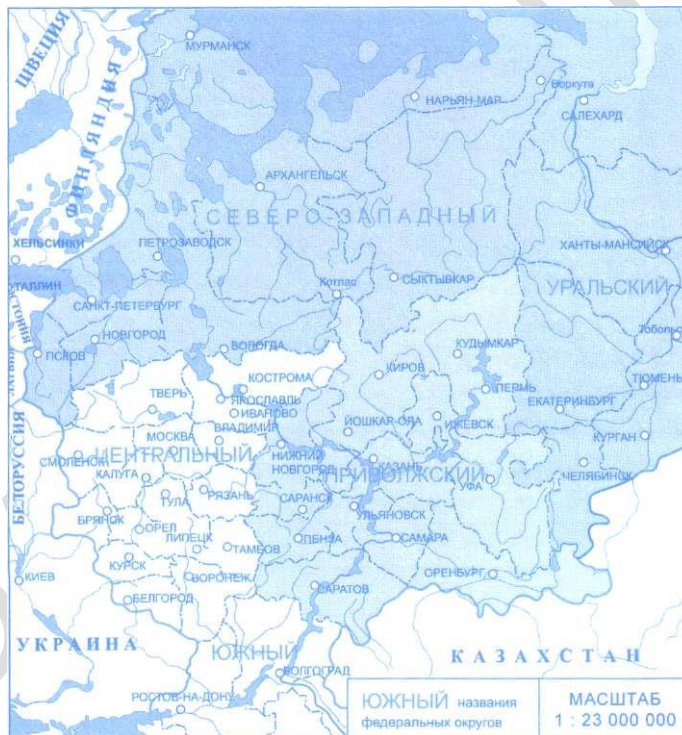 ШВЕЦИЯ
ФИНЛЯНДИЯ
МУРМАНСК
НАРЬЯН-МАР
Воркута
САЛЕХАРД
АРХАНГЕЛЬСК
СЕВЕРО-ЗАПАДНЫЙ
ХЕЛЬСИНКИ
ПЕТРОЗАВОДСК
ХАНТЫ-МАНСИЙСК
ТАЛЛИН
Котлас
СЫКТЫВКАР
УРАЛЬСКИЙ
САНКТ-ПЕТЕРБУРГ
Тобольск
НОВГОРОД
ПСКОВ
ВОЛОГДА
КУДЫМКАР
КОСТРОМА
КИРОВ
ПЕРМЬ
ТЮМЕНЬ
ТВЕРЬ
ЯРОСЛАВЛЬ
ИВАНОВО
ЕКАТЕРИНБУРГ
БЕЛОРУССИЯ
МОСКВА
ВЛАДИМИР
ЙОШКАР-ОЛА
ИЖЕВСК
КУРГАН
СМОЛЕНСК
ЦЕНТРАЛЬНЫЙ
НИЖНИЙ
НОВГОРОД
КАЗАНЬ
ПРИВОЛЖСКИЙ
ЧЕЛЯБИНСК
КАЛУГА
УФА
ТУЛА
РЯЗАНЬ
САРАНСК
УЛЬЯНОВСК
БРЯНСК
ОРЕЛ
ЛИПЕЦК
ТАМБОВ
ПЕНЗА
САМАРА
КУРСК
КИЕВ
ВОРОНЕЖ
ОРЕНБУРГ
БЕЛГОРОД
САРАТОВ
УКРАИНА
ЮЖНЫЙ
КАЗАХСТАН
ВОЛГОГРАД
РОСТОВ-НА-ДОНУ
ЮЖНЫЙ названия
федеральных округов
МАСШТАБ
1 : 23 000 000